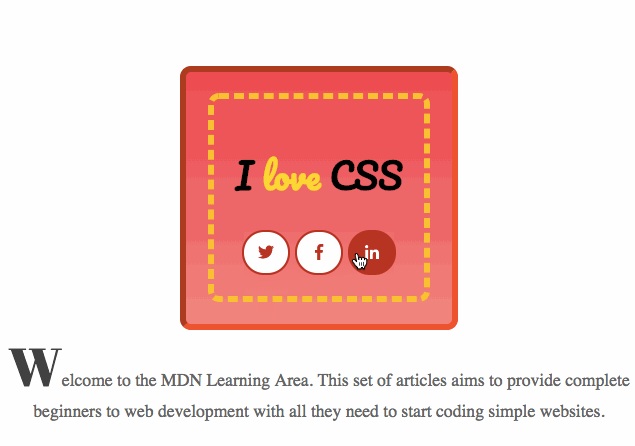 I love CSS
in
Welcome to the MDN Learning Area. This set of articles aims to provide complete
beginners to web development with all they need to start coding simple websites.